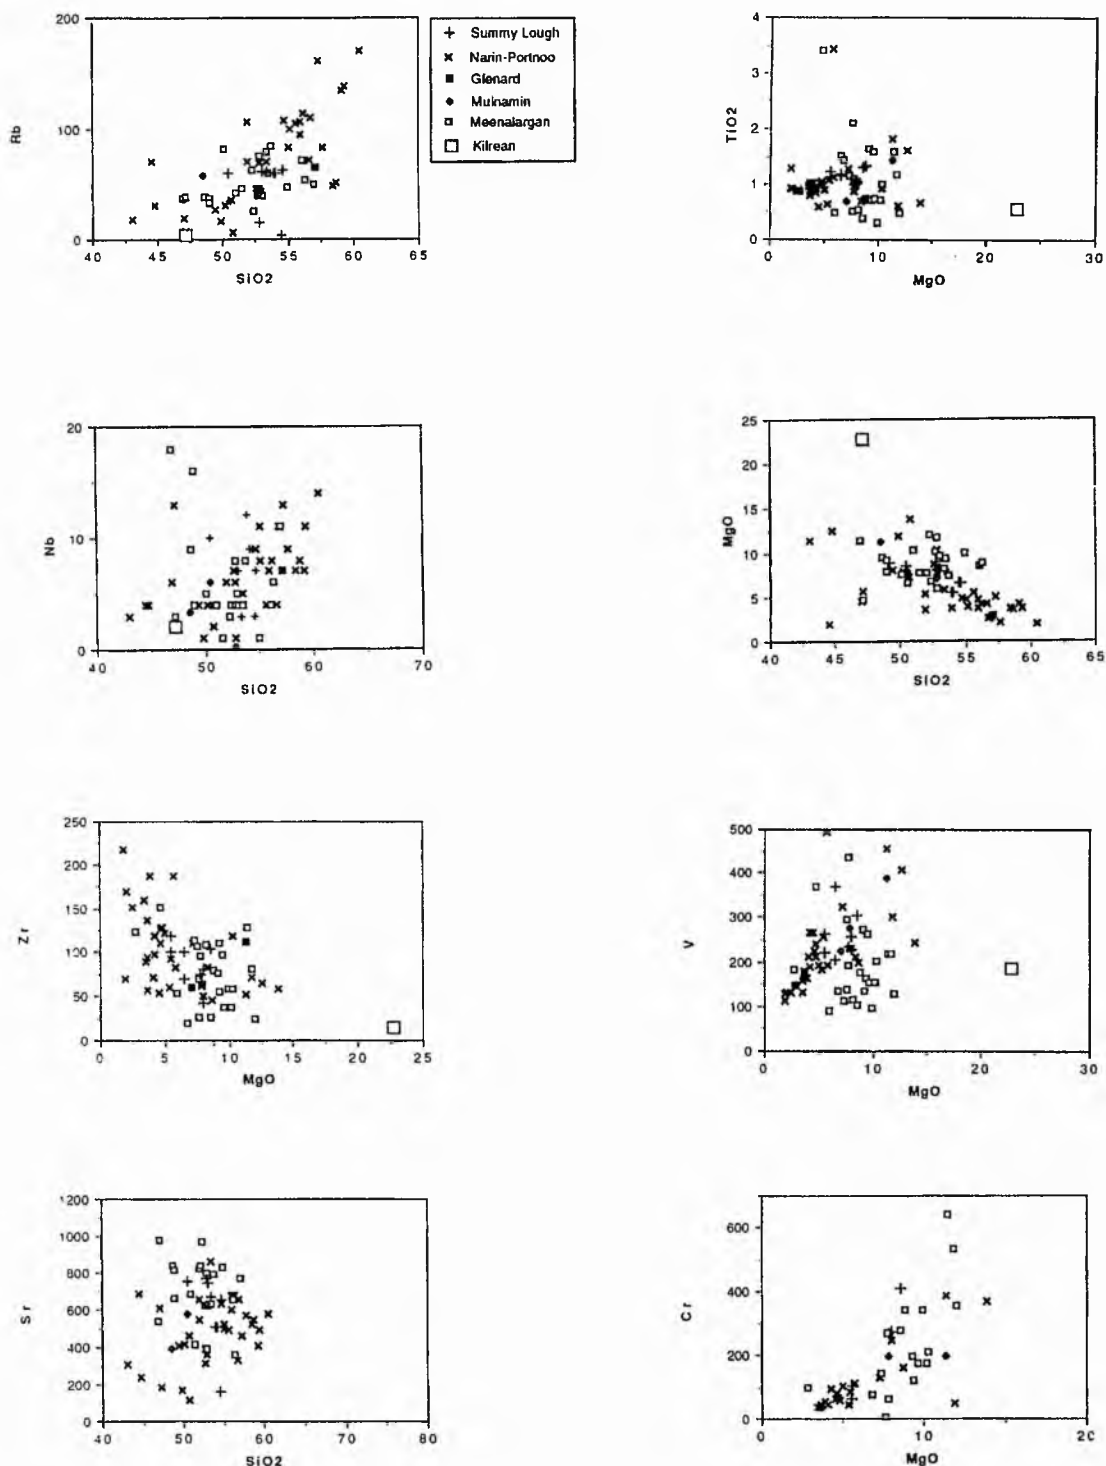 200
100
0
Rb
40 45 50 55 60 65
SiO2
Summy Lough
Narin-Portnoo
Glenard
Mulnamin
Meenalargan
Kilrean
4
3
2
1
0
TiO2
0 10 20 30
MgO
20
10
0
Nb
40 50 60 70
SiO2
25
20
15
10
5
0
MgO
40 45 50 55 60 65
SiO2
250
200
150
100
50
0
Zr
0 5 10 15 20 25
MgO
500
400
300
200
100
0
V
0 10 20 30
MgO
1200
1000
800
600
400
200
0
Sr
40 50 60 70 80
SiO2
600
400
200
0
Cr
0 10 20
MgO